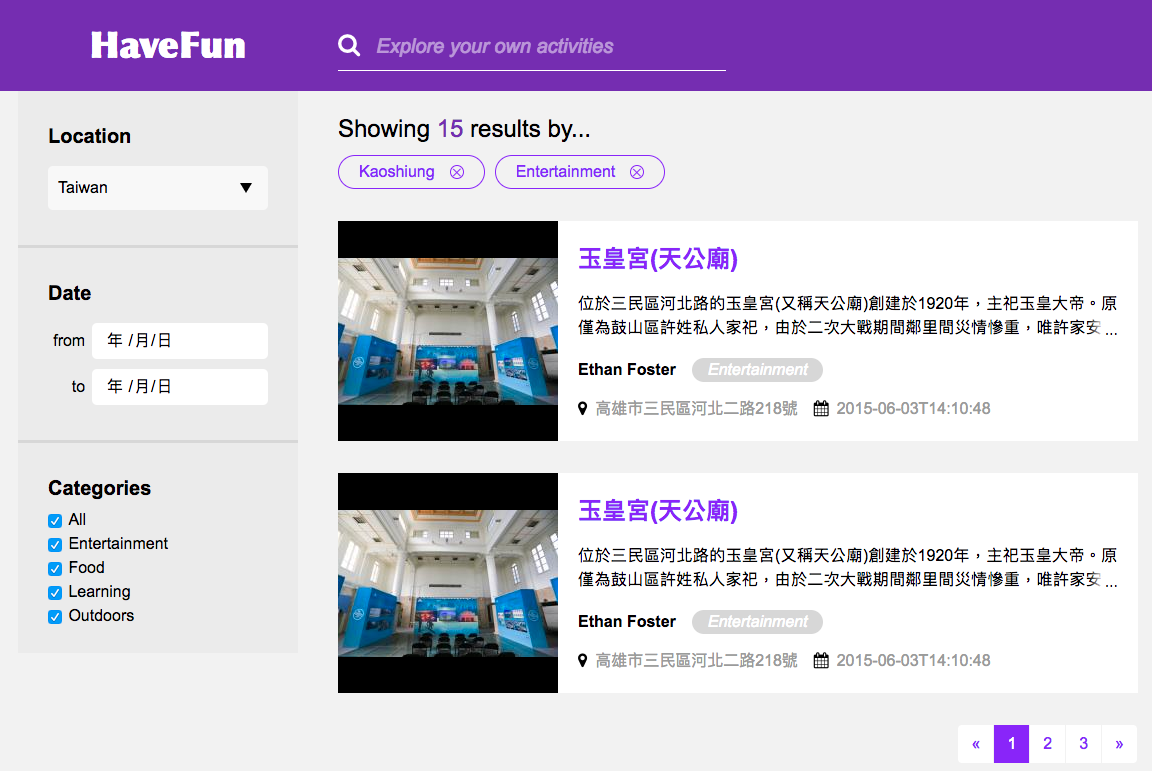 HaveFun
Explore your own activities
Location
Taiwan
Date
from 年 /月/日
to 年 /月/日
Categories
All
Entertainment
Food
Learning
Outdoors
Showing 15 results by...
Kaoshiung
Entertainment
玉皇宮(天公廟)
位於三民區河北路的玉皇宮(又稱天公廟)創建於1920年，主祀玉皇大帝。原
僅為鼓山區許姓私人家祀，由於二次大戰期間鄰里間災情慘重，唯許家安 ...
Ethan Foster Entertainment
高雄市三民區河北二路218號 2015-06-03T14:10:48
玉皇宮(天公廟)
位於三民區河北路的玉皇宮(又稱天公廟)創建於1920年，主祀玉皇大帝。原
僅為鼓山區許姓私人家祀，由於二次大戰期間鄰里間災情慘重，唯許家安 ...
Ethan Foster Entertainment
高雄市三民區河北二路218號 2015-06-03T14:10:48
« 1 2 3 »